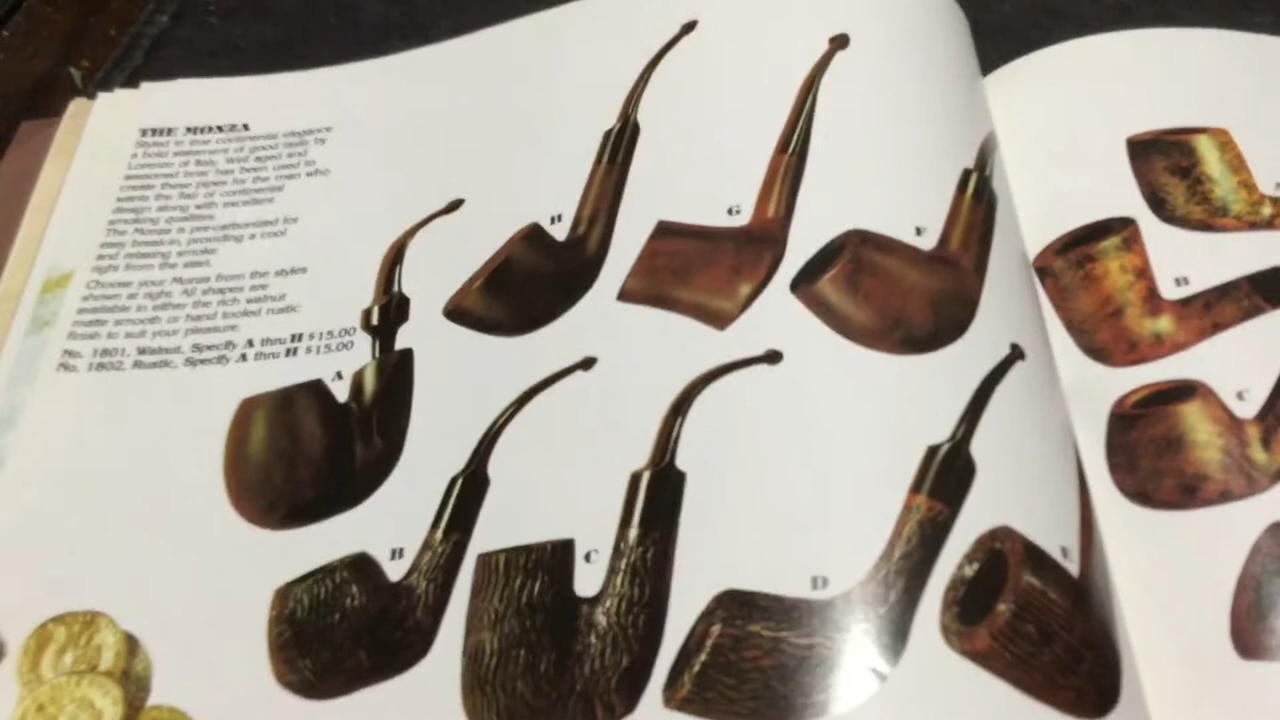 THE MONZA
Styled in true continental elegance
a bold statement of good taste by
Lorenzo of Italy. Well aged and
seasoned briar has been used to
create these pipes for the man who
wants the flair of continental
design along with excellent
smoking qualities.
The Monza is pre-carbonized for
easy break-in, providing a cool
and relaxing smoke
right from the start.
Choose your Monza from the styles
shown at right. All shapes are
available in either the rich walnut
matte smooth or hand tooled rustic
finish to suit your pleasure.
No. 1801, Walnut, Specify A thru H $15.00
No. 1802, Rustic, Specify A thru H $15.00
H
G
F
A
B
C
D
E
B
C